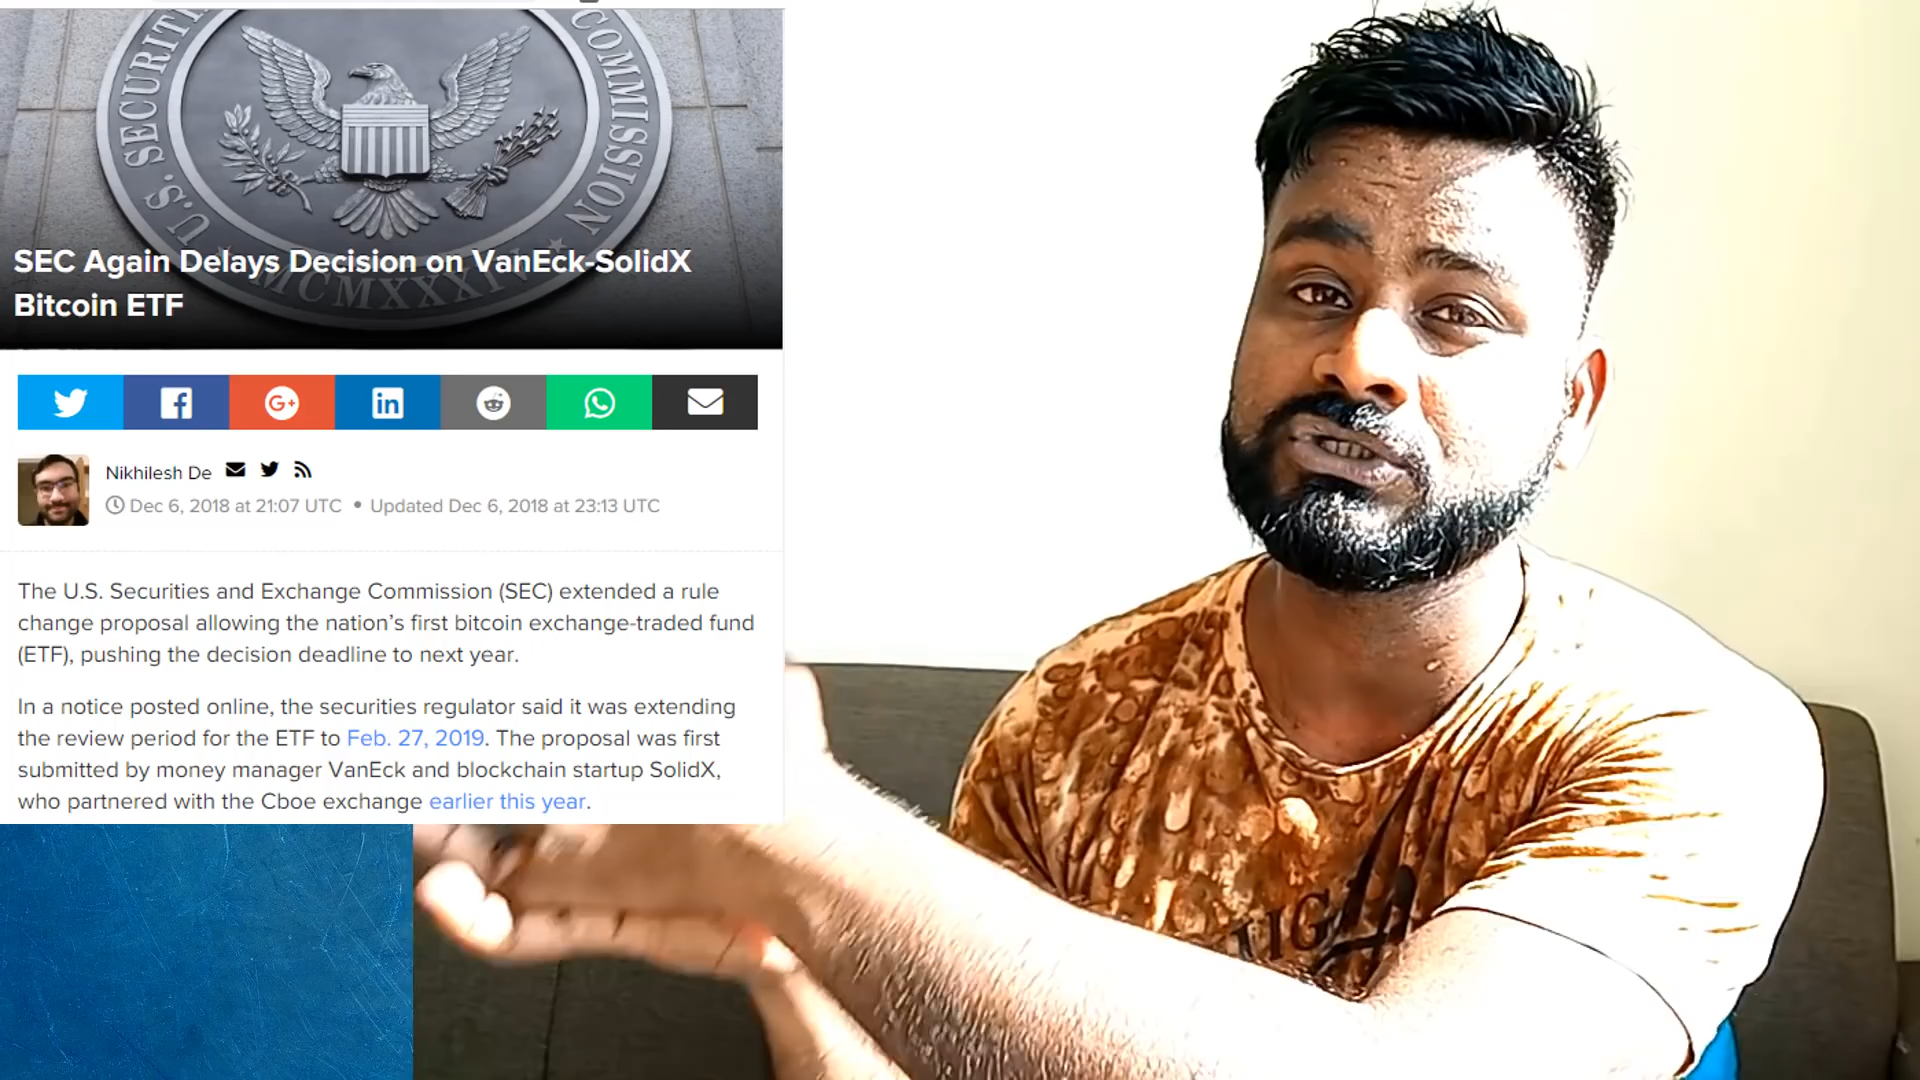 U.S. SECURITI
COMMISSION
MCMXXXIV
SEC Again Delays Decision on VanEck-SolidX
Bitcoin ETF
G+
in
Nikhilesh De
Dec 6, 2018 at 21:07 UTC • Updated Dec 6, 2018 at 23:13 UTC
The U.S. Securities and Exchange Commission (SEC) extended a rule
change proposal allowing the nation’s first bitcoin exchange-traded fund
(ETF), pushing the decision deadline to next year.
In a notice posted online, the securities regulator said it was extending
the review period for the ETF to Feb. 27, 2019. The proposal was first
submitted by money manager VanEck and blockchain startup SolidX,
who partnered with the Cboe exchange earlier this year.